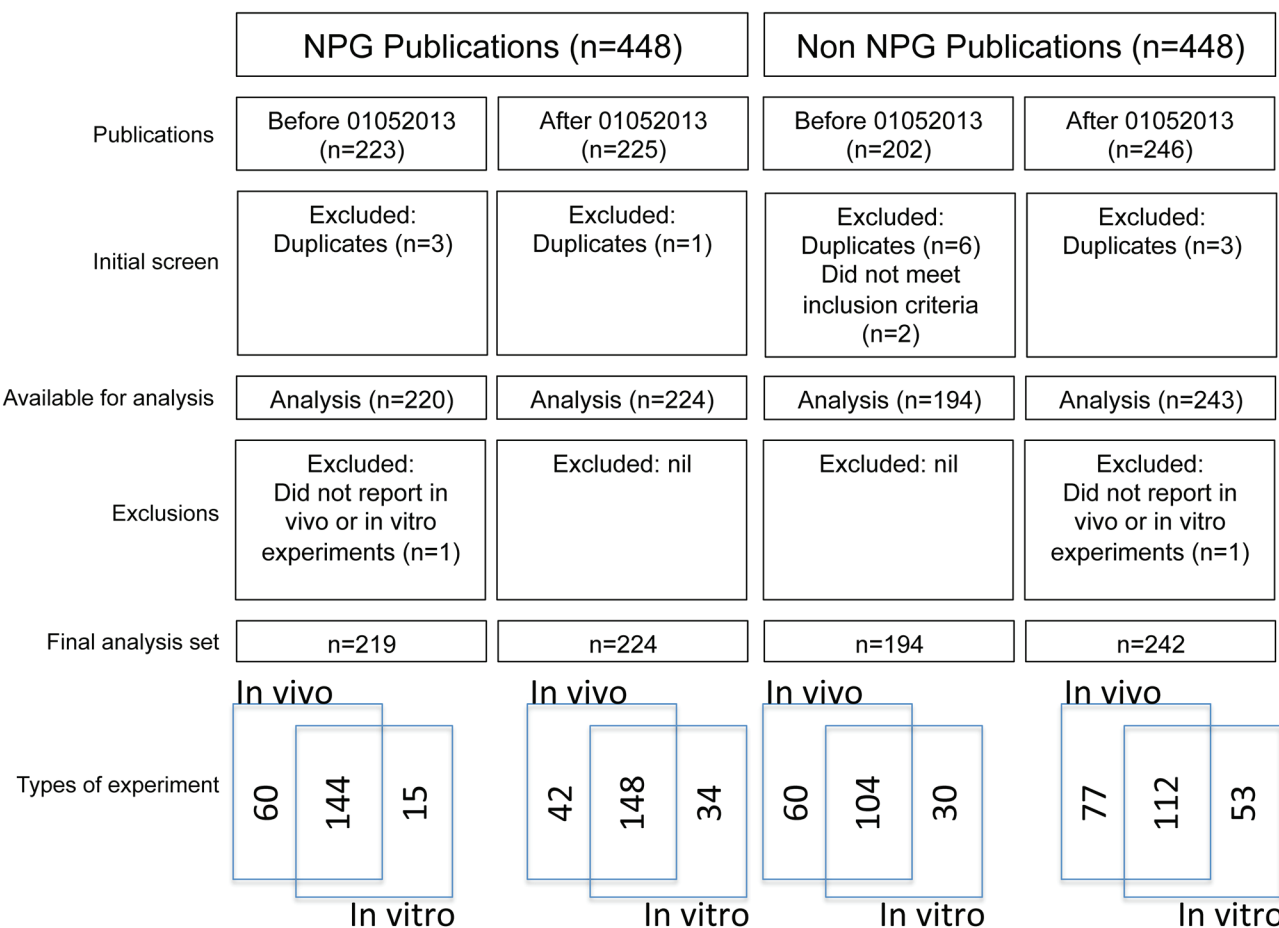 NPG Publications (n=448)
Non NPG Publications (n=448)
Publications
Before 01052013
(n=223)
After 01052013
(n=225)
Before 01052013
(n=202)
After 01052013
(n=246)
Initial screen
Excluded:
Duplicates (n=3)
Excluded:
Duplicates (n=1)
Excluded:
Duplicates (n=6)
Did not meet
inclusion criteria
(n=2)
Excluded:
Duplicates (n=3)
Available for analysis
Analysis (n=220)
Analysis (n=224)
Analysis (n=194)
Analysis (n=243)
Exclusions
Excluded:
Did not report in
vivo or in vitro
experiments (n=1)
Excluded: nil
Excluded: nil
Excluded:
Did not report in
vivo or in vitro
experiments (n=1)
Final analysis set
n=219
n=224
n=194
n=242
Types of experiment
In vivo
60
144
15
In vitro
In vivo
42
148
34
In vitro
In vivo
60
104
30
In vitro
In vivo
77
112
53
In vitro